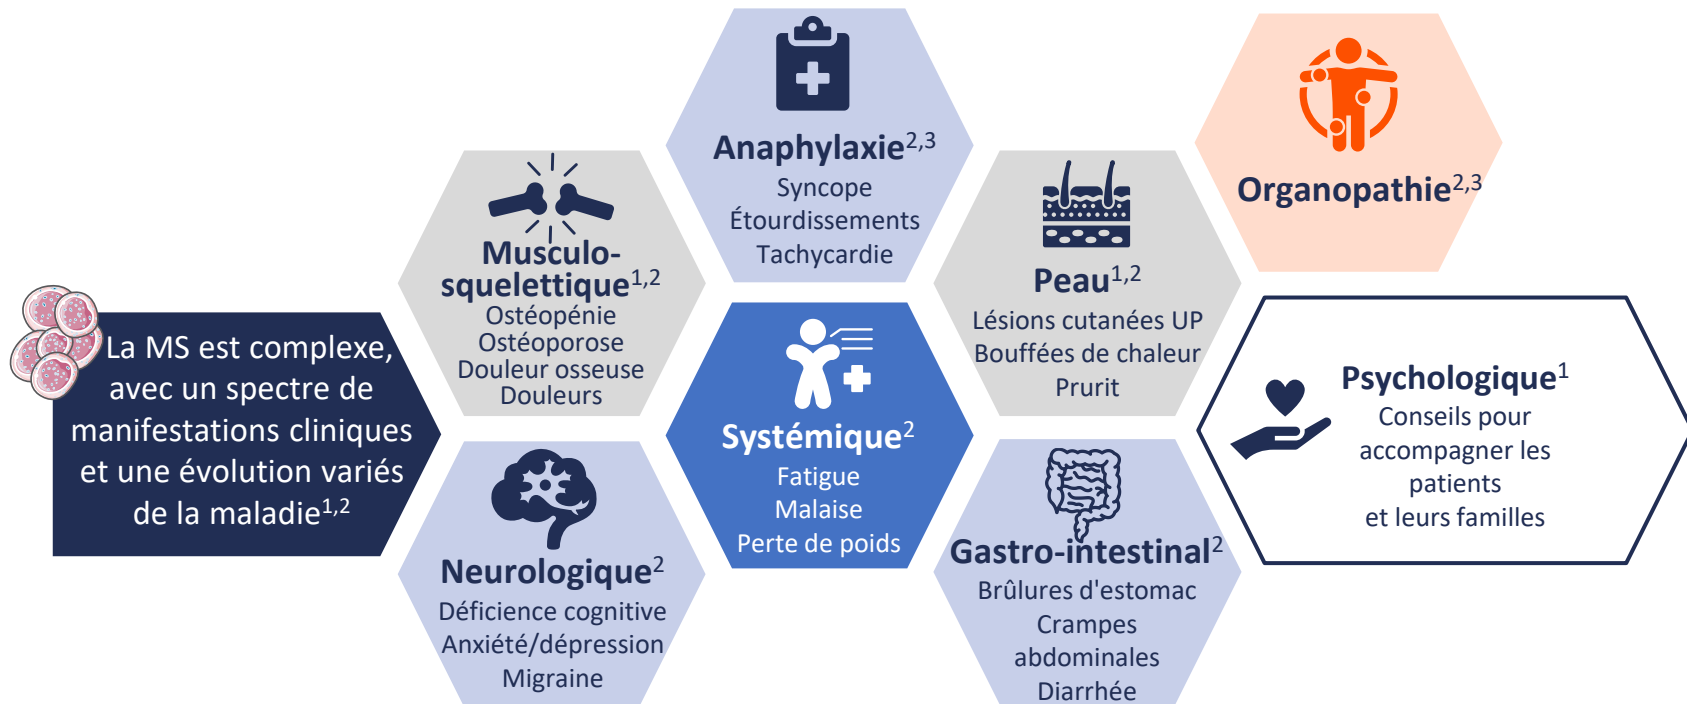 La MS est complexe,
avec un spectre de
manifestations cliniques
et une évolution variés
de la maladie1,2
Musculo-
squelettique1,2
Ostéopénie
Ostéoporose
Douleur osseuse
Douleurs
Neurologique2
Déficience cognitive
Anxiété/dépression
Migraine
Anaphylaxie2,3
Syncope
Étourdissements
Tachycardie
Systémique2
Fatigue
Malaise
Perte de poids
Peau1,2
Lésions cutanées UP
Bouffées de chaleur
Prurit
Gastro-intestinal2
Brûlures d'estomac
Crampes
abdominales
Diarrhée
Organopathie2,3
Psychologique1
Conseils pour
accompagner les
patients
et leurs familles